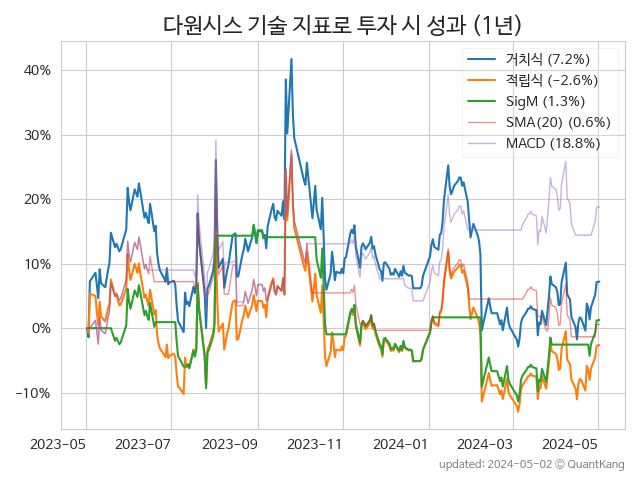 다원시스 기술 지표로 투자 시 성과 (1년)
거치식 (7.2%)
적립식 (-2.6%)
SigM (1.3%)
SMA(20) (0.6%)
MACD (18.8%)
40%
30%
20%
10%
0%
-10%
2023-05 2023-07 2023-09 2023-11 2024-01 2024-03 2024-05
updated: 2024-05-02 © QuantKang